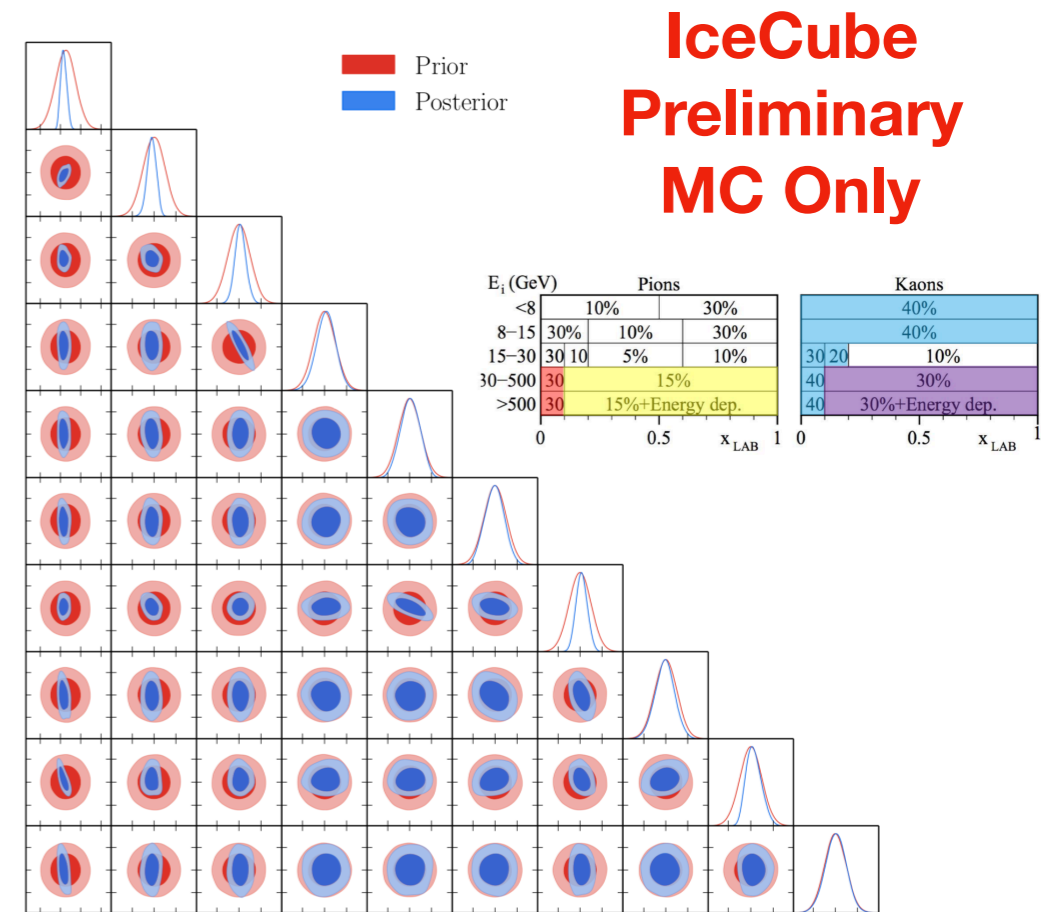 IceCube
Preliminary
MC Only
Prior
Posterior
E_i (GeV) Pions Kaons
<8 10% 30% 40%
8−15 30% 10% 30% 40%
15−30 30 10 5% 10% 30 20 10%
30−500 30 15% 40 30%
>500 30 15%+Energy dep. 40 30%+Energy dep.
0 0.5 x_LAB 1 0 0.5 x_LAB 1